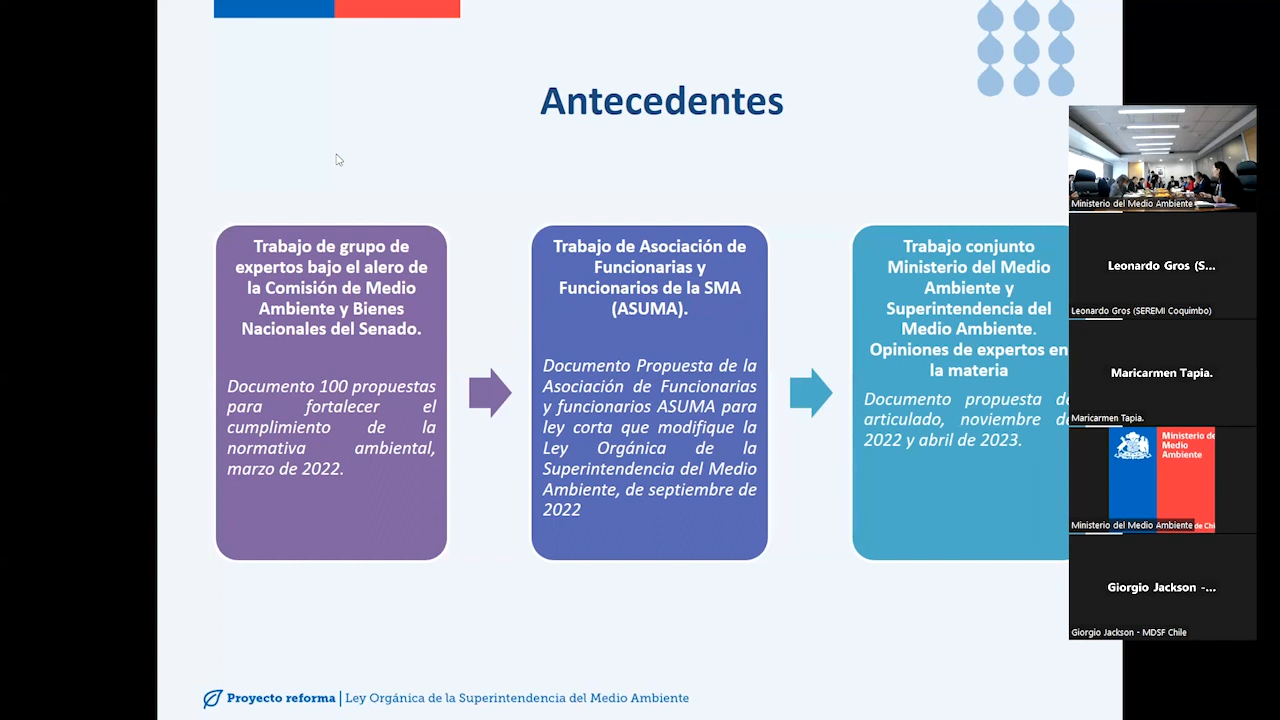 Antecedentes
Trabajo de grupo de
expertos bajo el alero de
la Comisión de Medio
Ambiente y Bienes
Nacionales del Senado.
Documento 100 propuestas
para fortalecer el
cumplimiento de la
normativa ambiental,
marzo de 2022.
Trabajo de Asociación de
Funcionarias y
Funcionarios de la SMA
(ASUMA).
Documento Propuesta de la
Asociación de Funcionarias
y funcionarios ASUMA para
ley corta que modifique la
Ley Orgánica de la
Superintendencia del Medio
Ambiente, de septiembre de
2022
Trabajo conjunto
Ministerio del Medio
Ambiente y
Superintendencia del
Medio Ambiente.
Opiniones de expertos en
la materia
Documento propuesta de
articulado, noviembre de
2022 y abril de 2023.
Ministerio del Medio Ambiente
Leonardo Gros (S...
Leonardo Gros (SEREMI Coquimbo)
Maricarmen Tapia.
Maricarmen Tapia.
Ministerio de
Medio
Ambiente
Ministerio del Medio Ambiente
de Chi
Giorgio Jackson -...
Giorgio Jackson - MDSF Chile
Proyecto reforma | Ley Orgánica de la Superintendencia del Medio Ambiente